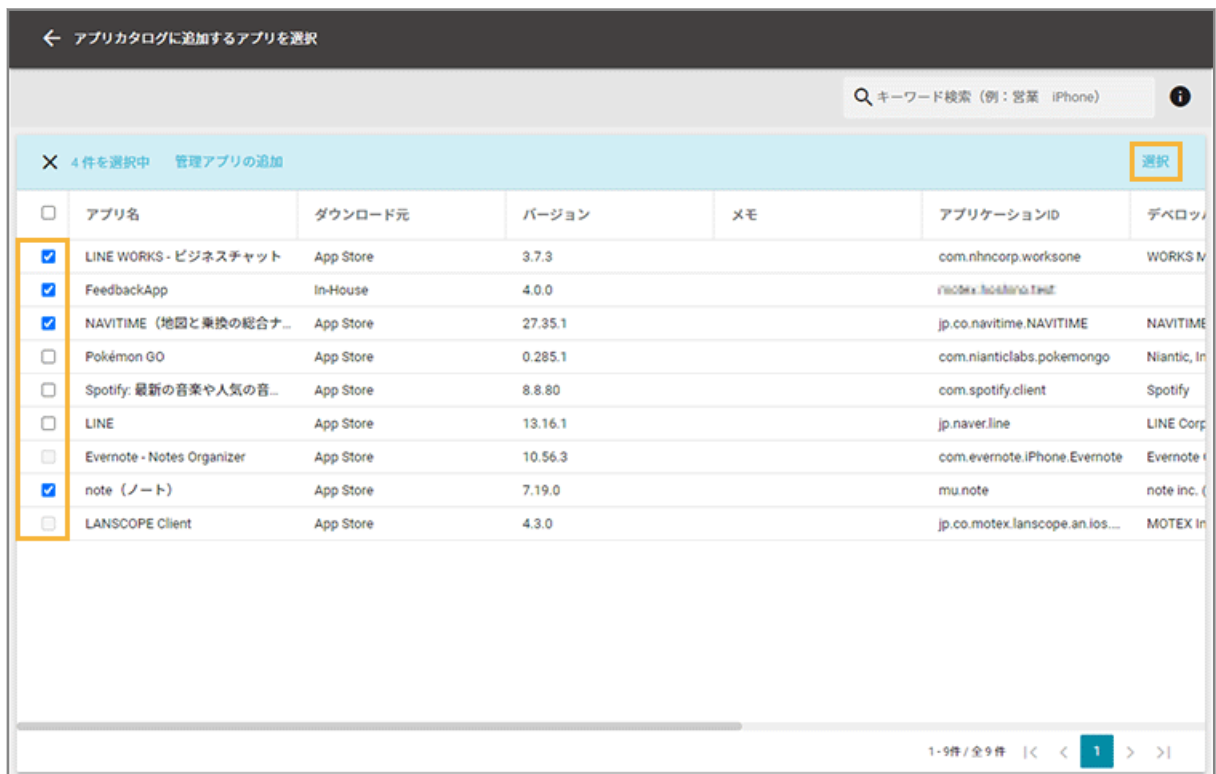 アプリカタログに追加するアプリを選択
キーワード検索（例：営業　iPhone）
4件を選択中 管理アプリの追加 選択
アプリ名 ダウンロード元 バージョン メモ アプリケーションID デベロッパ
LINE WORKS - ビジネスチャット App Store 3.7.3 com.nhncorp.worksone WORKS M
FeedbackApp In-House 4.0.0
NAVITIME（地図と乗換の総合ナ... App Store 27.35.1 jp.co.navitime.NAVITIME NAVITIME
Pokémon GO App Store 0.285.1 com.nianticlabs.pokemongo Niantic, In
Spotify: 最新の音楽や人気の音... App Store 8.8.80 com.spotify.client Spotify
LINE App Store 13.16.1 jp.naver.line LINE Corp
Evernote - Notes Organizer App Store 10.56.3 com.evernote.iPhone.Evernote Evernote
note（ノート） App Store 7.19.0 mu.note note inc. (
LANSCOPE Client App Store 4.3.0 jp.co.motex.lanscope.an.ios.... MOTEX In
1-9件 / 全 9 件 1